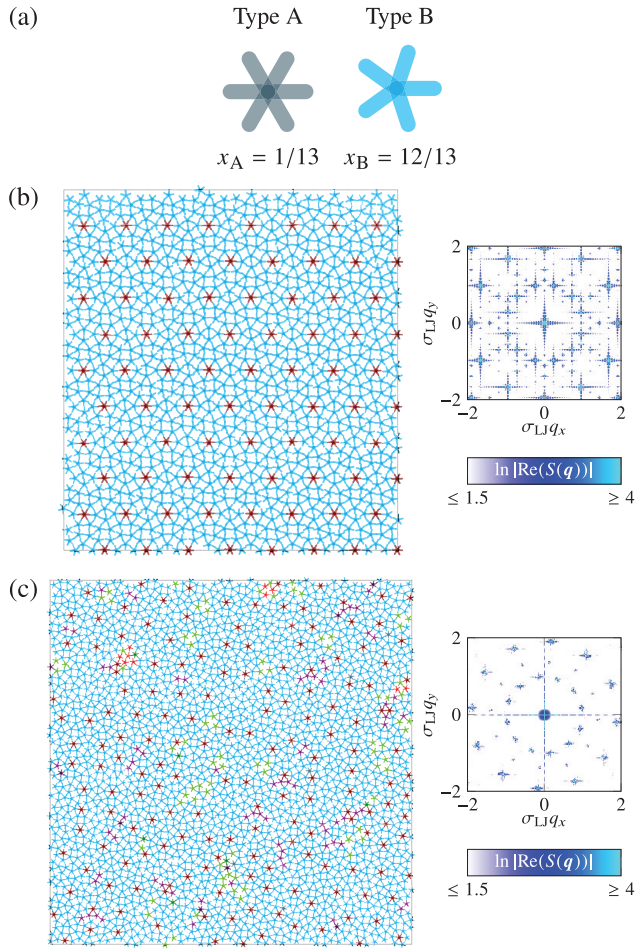 (a)
Type A Type B
x_A = 1/13 x_B = 12/13
(b)
2
0
−2
σ_LJ q_y
−2 0 2
σ_LJ q_x
ln |Re(S(q))|
≤ 1.5 ≥ 4
(c)
2
0
−2
σ_LJ q_y
−2 0 2
σ_LJ q_x
ln |Re(S(q))|
≤ 1.5 ≥ 4